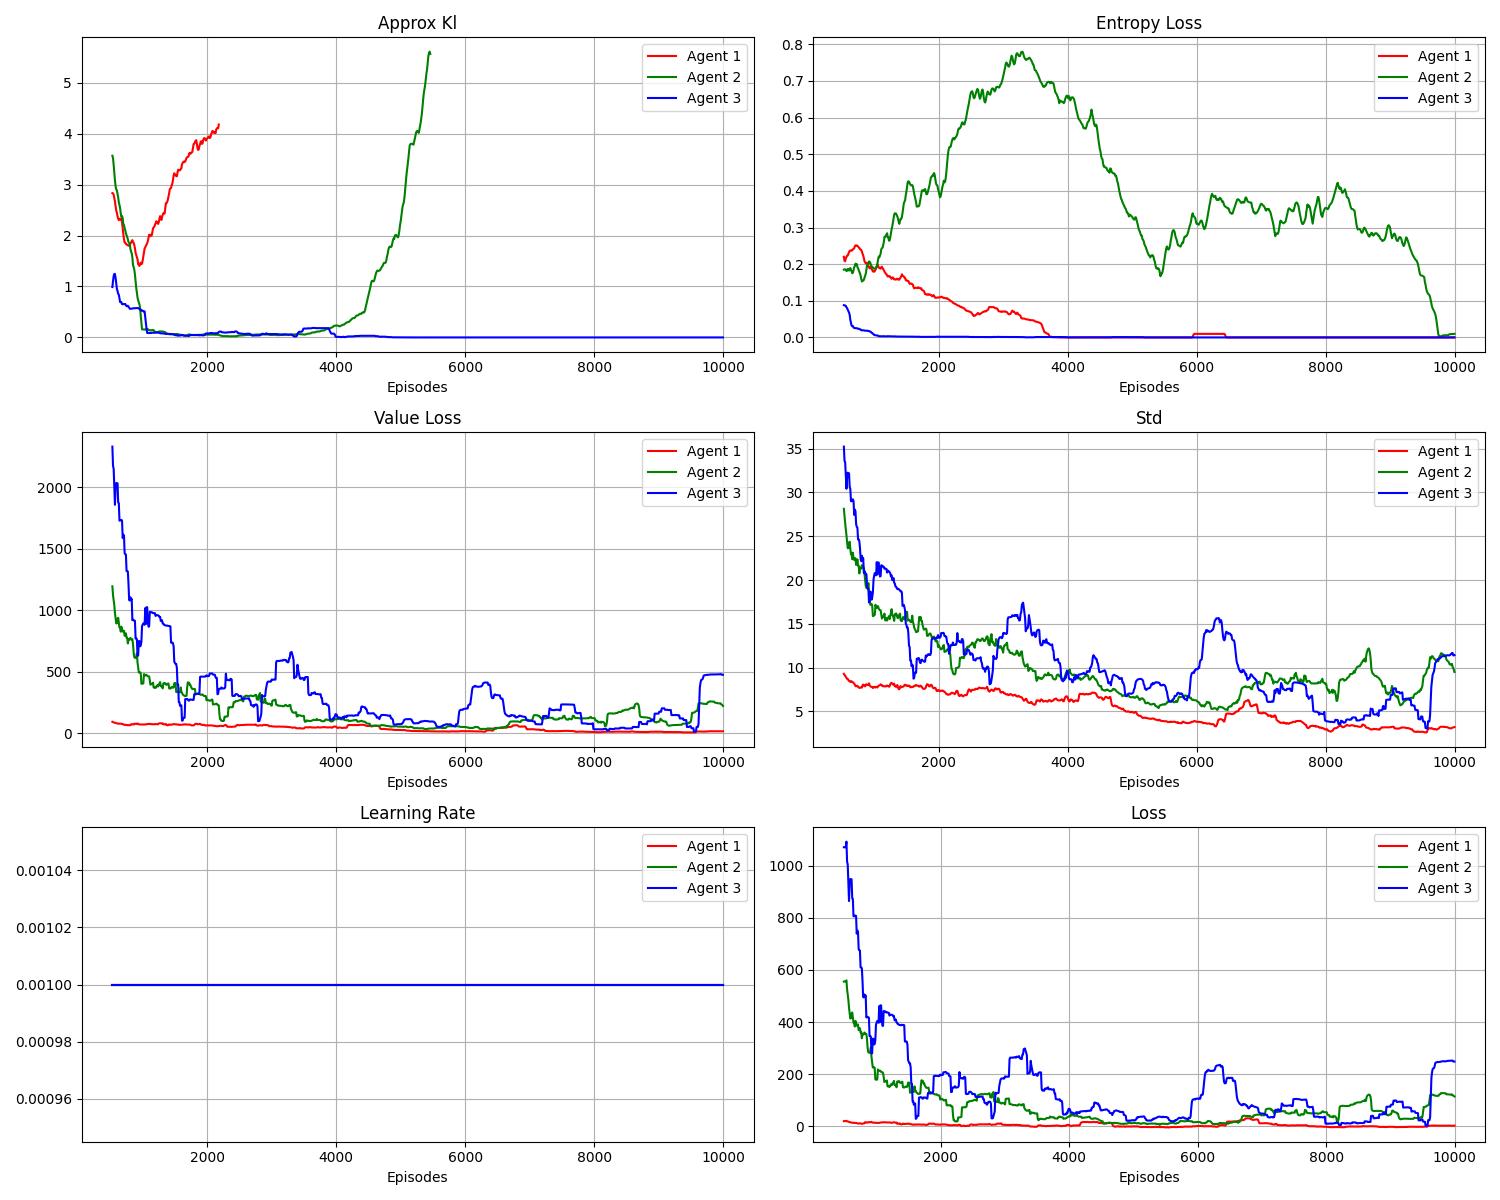 Approx Kl
Agent 1
Agent 2
Agent 3
5
4
3
2
1
0
2000 4000 6000 8000 10000
Episodes
Entropy Loss
Agent 1
Agent 2
Agent 3
0.8
0.7
0.6
0.5
0.4
0.3
0.2
0.1
0.0
2000 4000 6000 8000 10000
Episodes
Value Loss
Agent 1
Agent 2
Agent 3
2000
1500
1000
500
0
2000 4000 6000 8000 10000
Episodes
Std
Agent 1
Agent 2
Agent 3
35
30
25
20
15
10
5
2000 4000 6000 8000 10000
Episodes
Learning Rate
Agent 1
Agent 2
Agent 3
0.00104
0.00102
0.00100
0.00098
0.00096
2000 4000 6000 8000 10000
Episodes
Loss
Agent 1
Agent 2
Agent 3
1000
800
600
400
200
0
2000 4000 6000 8000 10000
Episodes